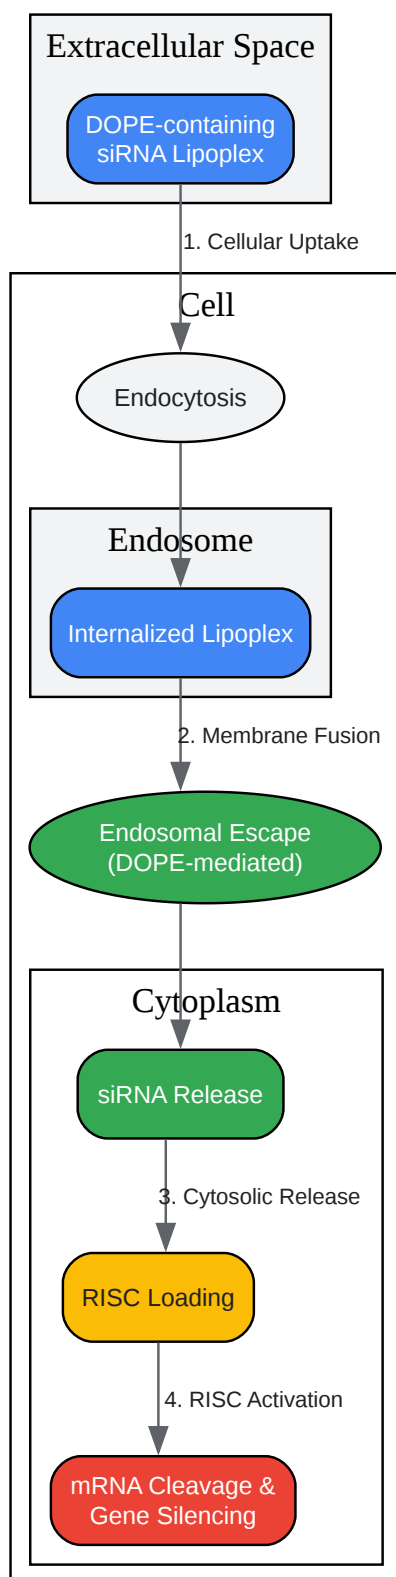 Extracellular Space
DOPE-containing
siRNA Lipoplex
1. Cellular Uptake
Cell
Endocytosis
Endosome
Internalized Lipoplex
2. Membrane Fusion
Endosomal Escape
(DOPE-mediated)
Cytoplasm
siRNA Release
3. Cytosolic Release
RISC Loading
4. RISC Activation
mRNA Cleavage &
Gene Silencing